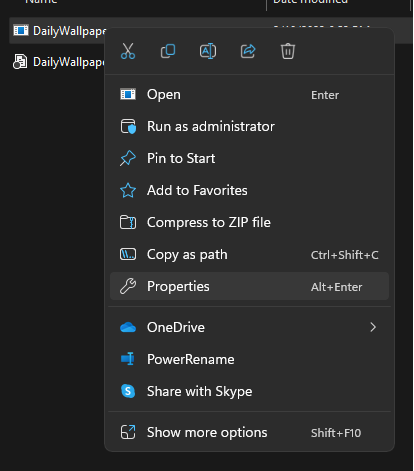 Name Date modified
DailyWallpape
DailyWallpape
Open Enter
Run as administrator
Pin to Start
Add to Favorites
Compress to ZIP file
Copy as path Ctrl+Shift+C
Properties Alt+Enter
OneDrive
PowerRename
Share with Skype
Show more options Shift+F10